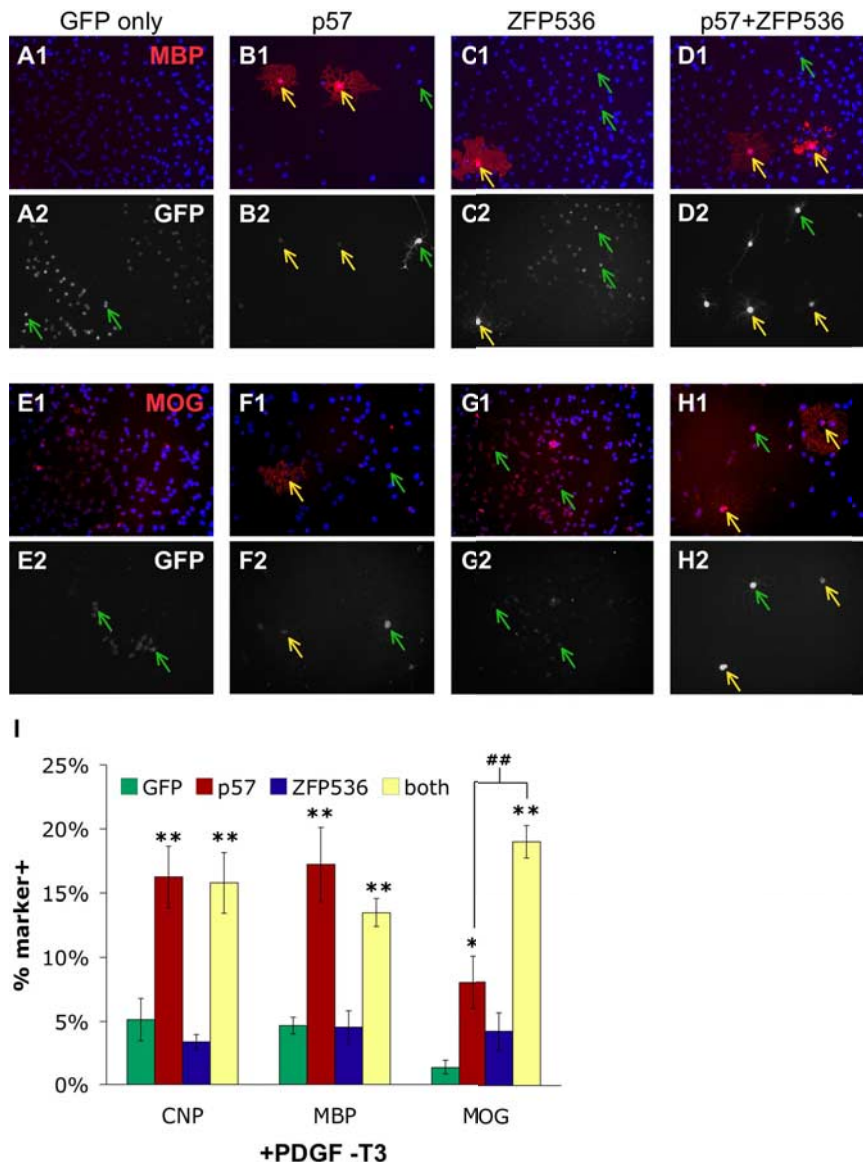 GFP only p57 ZFP536 p57+ZFP536
A1 MBP B1 C1 D1
A2 GFP B2 C2 D2
E1 MOG F1 G1 H1
E2 GFP F2 G2 H2
I
##
25%
GFP p57 ZFP536 both
20%
** ** ** ** * **
15%
10%
5%
0%
% marker+
CNP MBP MOG
+PDGF -T3